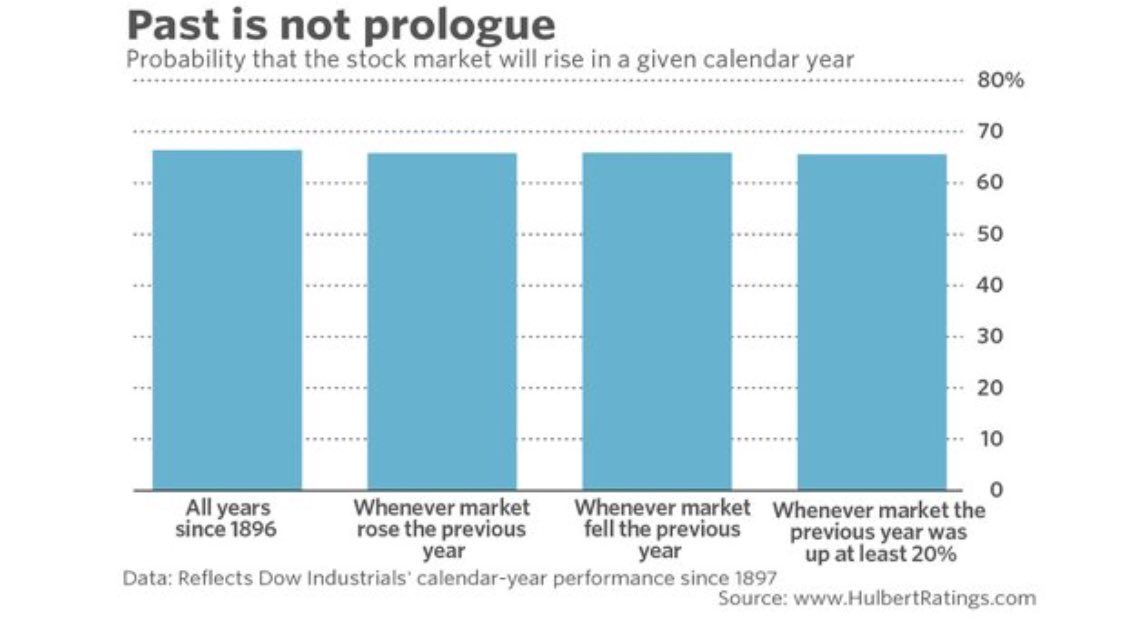 Past is not prologue
Probability that the stock market will rise in a given calendar year
80%
70
60
50
40
30
20
10
0
All years
since 1896
Whenever market
rose the previous
year
Whenever market
fell the previous
year
Whenever market the
previous year was
up at least 20%
Data: Reflects Dow Industrials' calendar-year performance since 1897
Source: www.HulbertRatings.com